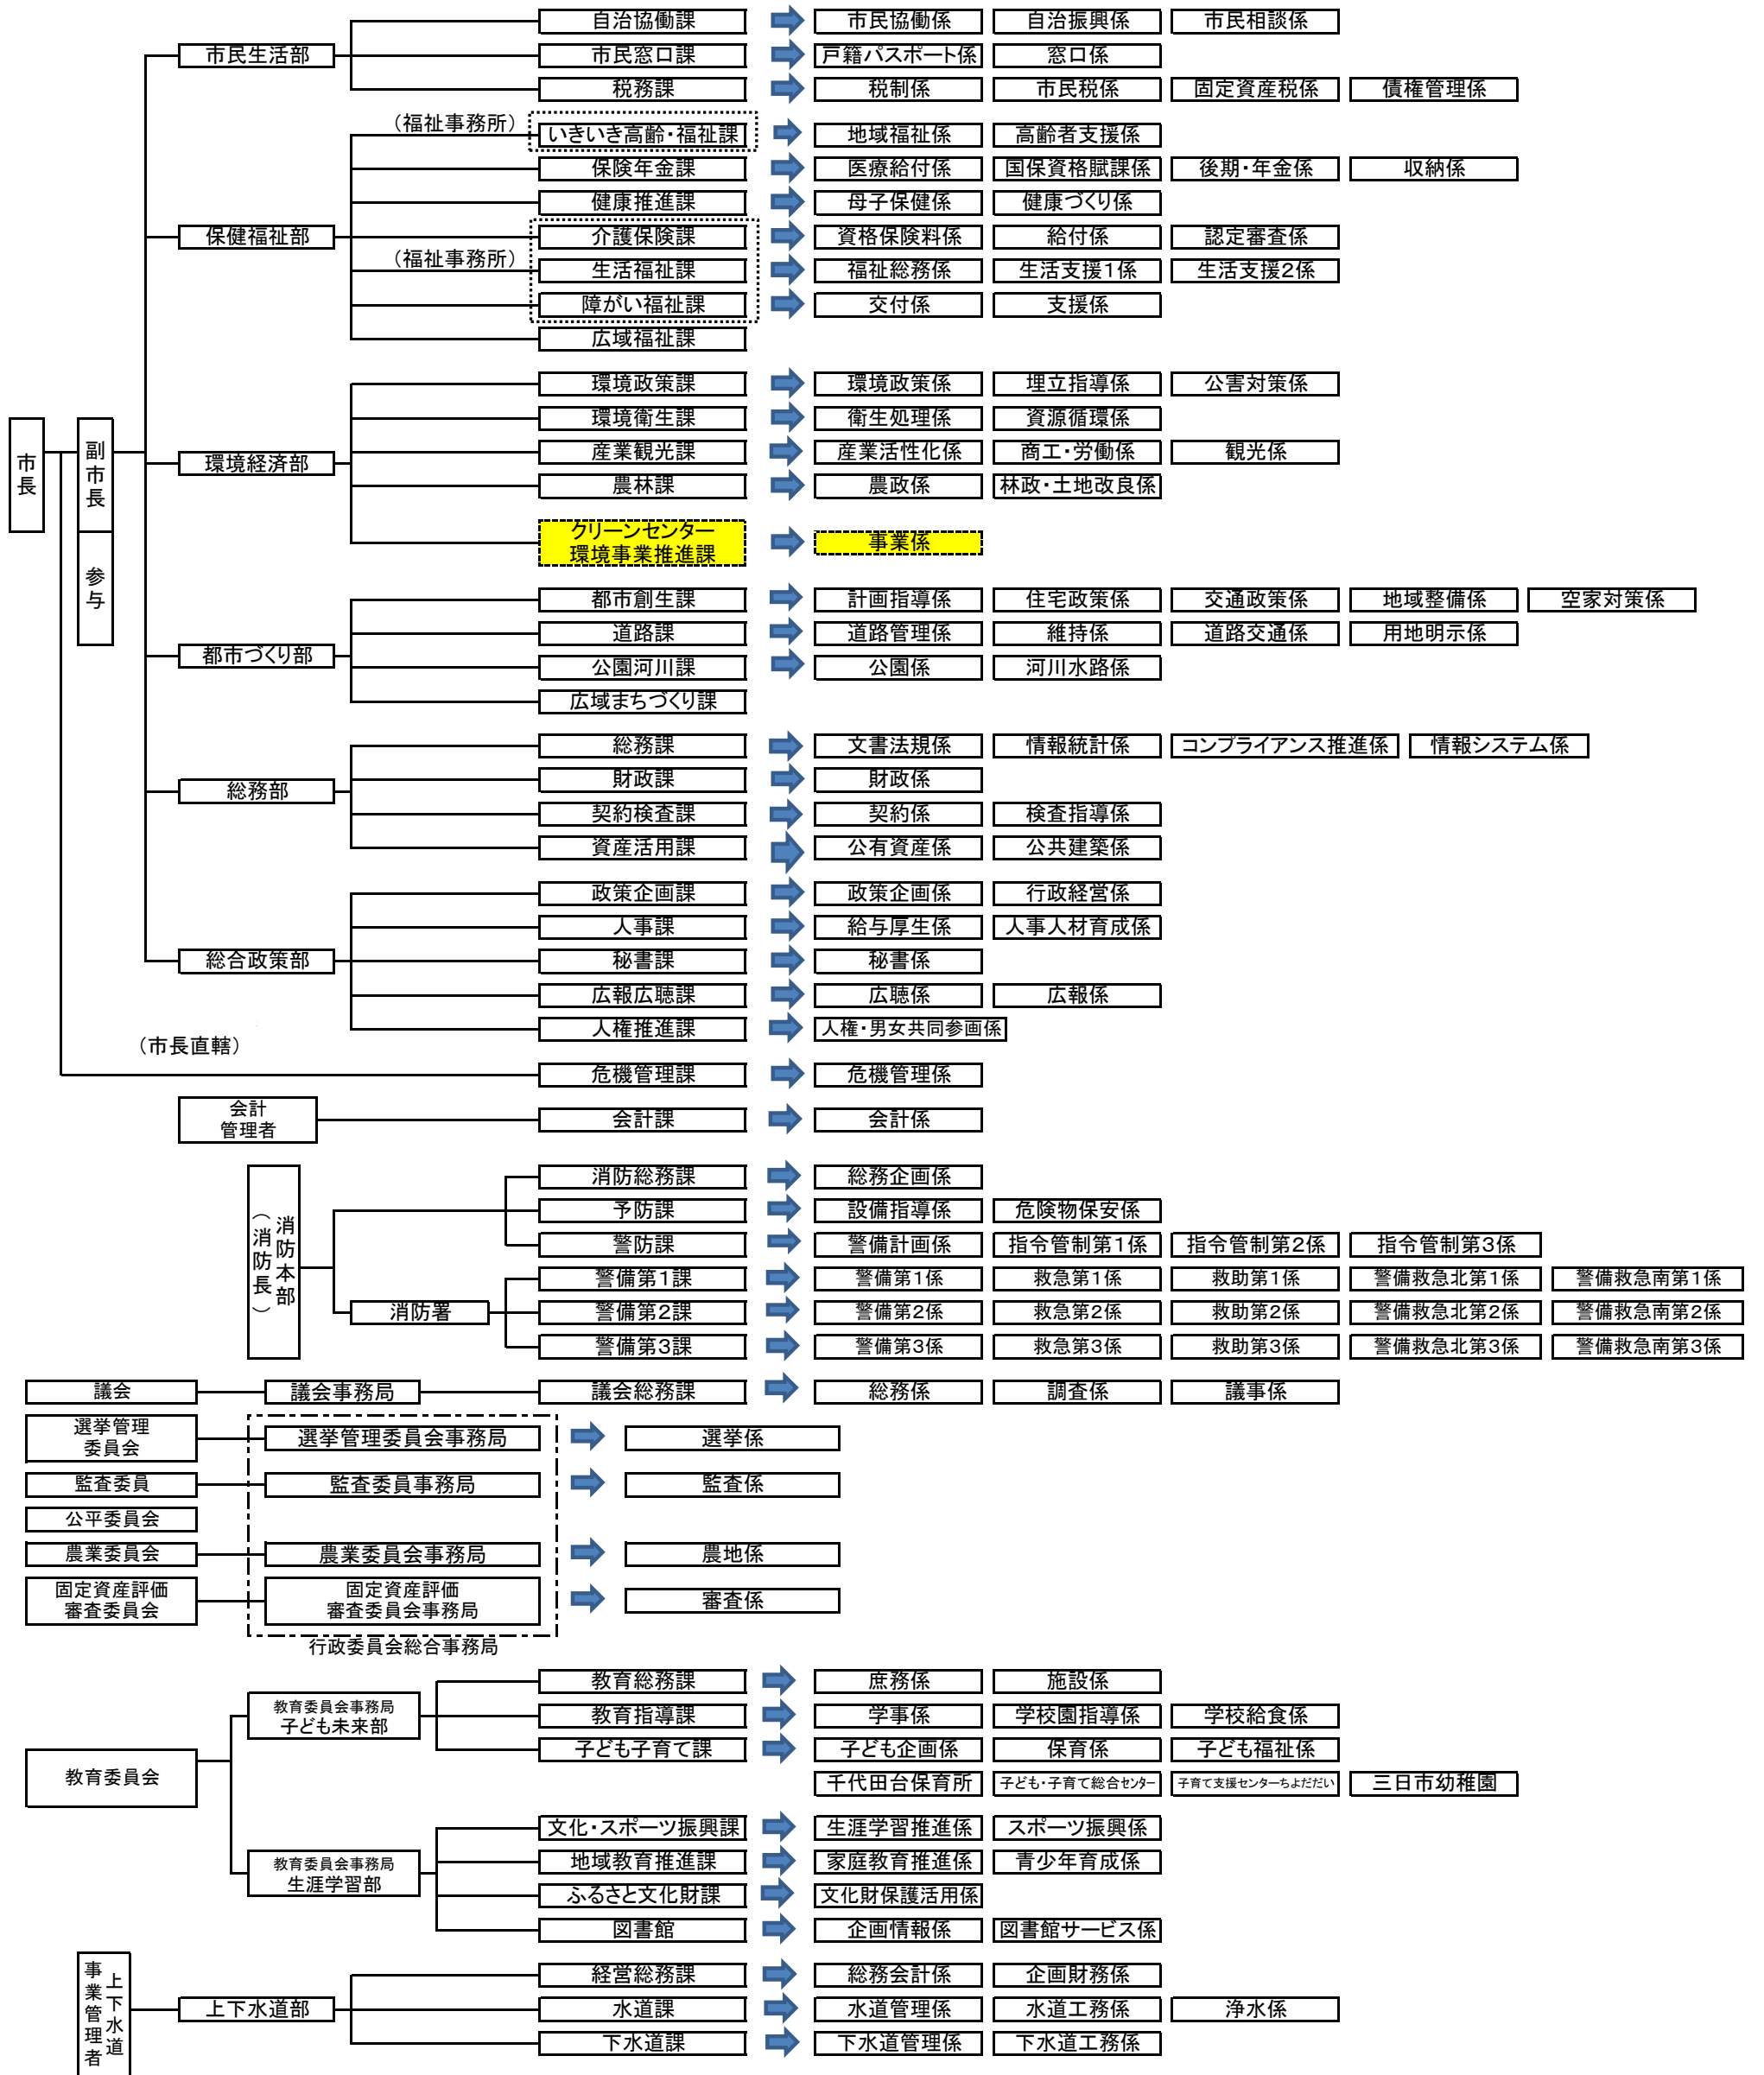 自治協働課 市民協働係 自治振興係 市民相談係
市民生活部 市民窓口課 戸籍パスポート係 窓口係
税務課 税制係 市民税係 固定資産税係 債権管理係
（福祉事務所） いきいき高齢・福祉課 地域福祉係 高齢者支援係
保険年金課 医療給付係 国保資格賦課係 後期・年金係 収納係
健康推進課 母子保健係 健康づくり係
保健福祉部 介護保険課 資格保険料係 給付係 認定審査係
（福祉事務所） 生活福祉課 福祉総務係 生活支援1係 生活支援2係
障がい福祉課 交付係 支援係
広域福祉課
環境政策課 環境政策係 埋立指導係 公害対策係
環境衛生課 衛生処理係 資源循環係
市長
副市長
参与
環境経済部 産業観光課 産業活性化係 商工・労働係 観光係
農林課 農政係 林政・土地改良係
クリーンセンター
環境事業推進課 事業係
都市創生課 計画指導係 住宅政策係 交通政策係 地域整備係 空家対策係
道路課 道路管理係 維持係 道路交通係 用地明示係
都市づくり部 公園河川課 公園係 河川水路係
広域まちづくり課
総務課 文書法規係 情報統計係 コンプライアンス推進係 情報システム係
総務部 財政課 財政係
契約検査課 契約係 検査指導係
資産活用課 公有資産係 公共建築係
政策企画課 政策企画係 行政経営係
人事課 給与厚生係 人事人材育成係
総合政策部 秘書課 秘書係
広報広聴課 広聴係 広報係
人権推進課 人権・男女共同参画係
（市長直轄）
危機管理課 危機管理係
会計
管理者 会計課 会計係
消防本部
（消防長）
消防総務課 総務企画係
予防課 設備指導係 危険物保安係
警防課 警備計画係 指令管制第1係 指令管制第2係 指令管制第3係
警備第1課 警備第1係 救急第1係 救助第1係 警備救急北第1係 警備救急南第1係
消防署 警備第2課 警備第2係 救急第2係 救助第2係 警備救急北第2係 警備救急南第2係
警備第3課 警備第3係 救急第3係 救助第3係 警備救急北第3係 警備救急南第3係
議会 議会事務局 議会総務課 総務係 調査係 議事係
選挙管理
委員会 選挙管理委員会事務局 選挙係
監査委員 監査委員事務局 監査係
公平委員会
農業委員会 農業委員会事務局 農地係
固定資産評価
審査委員会
固定資産評価
審査委員会事務局 審査係
行政委員会総合事務局
教育総務課 庶務係 施設係
教育委員会事務局
子ども未来部 教育指導課 学事係 学校園指導係 学校給食係
子ども子育て課 子ども企画係 保育係 子ども福祉係
教育委員会 千代田台保育所 子ども・子育て総合センター 子育て支援センターちよだだい 三日市幼稚園
文化・スポーツ振興課 生涯学習推進係 スポーツ振興係
教育委員会事務局
生涯学習部 地域教育推進課 家庭教育推進係 青少年育成係
ふるさと文化財課 文化財保護活用係
図書館 企画情報係 図書館サービス係
上下水道
事業管理者
経営総務課 総務会計係 企画財務係
上下水道部 水道課 水道管理係 水道工務係 浄水係
下水道課 下水道管理係 下水道工務係